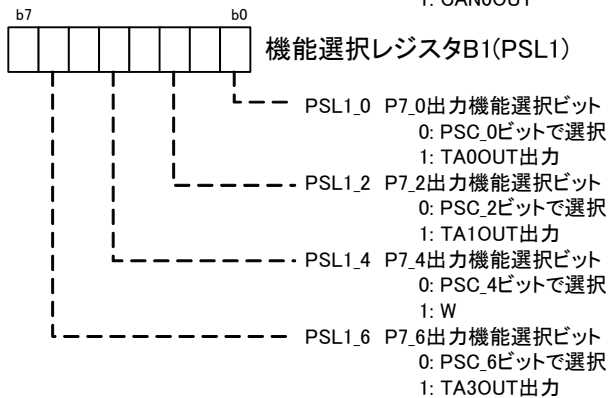 1: CAN0OUT
b7 b0
機能選択レジスタB1(PSL1)
PSL1_0 P7_0出力機能選択ビット
0: PSC_0ビットで選択
1: TA0OUT出力
PSL1_2 P7_2出力機能選択ビット
0: PSC_2ビットで選択
1: TA1OUT出力
PSL1_4 P7_4出力機能選択ビット
0: PSC_4ビットで選択
1: W
PSL1_6 P7_6出力機能選択ビット
0: PSC_6ビットで選択
1: TA3OUT出力